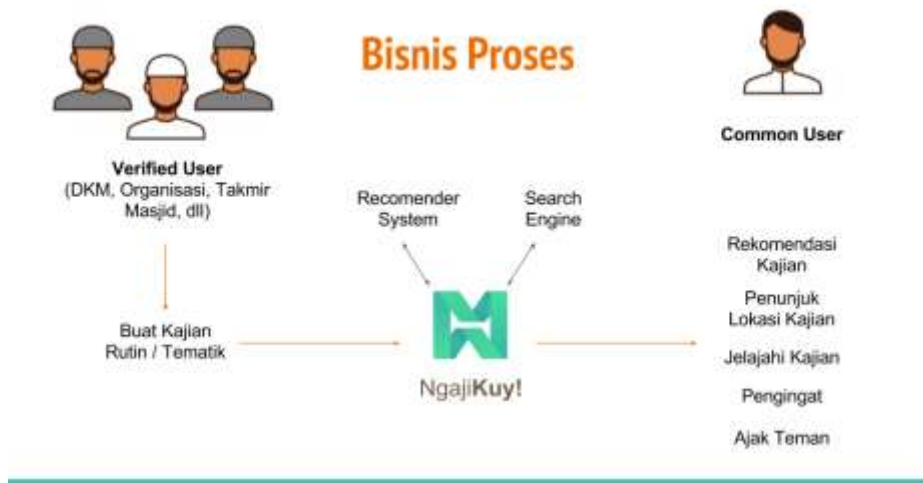 Bisnis Proses
Verified User
(DKM, Organisasi, Takmir
Masjid, dll)
Common User
Recomender
System
Search
Engine
Buat Kajian
Rutin / Tematik
NgajiKuy!
Rekomendasi
Kajian
Penunjuk
Lokasi Kajian
Jelajahi Kajian
Pengingat
Ajak Teman